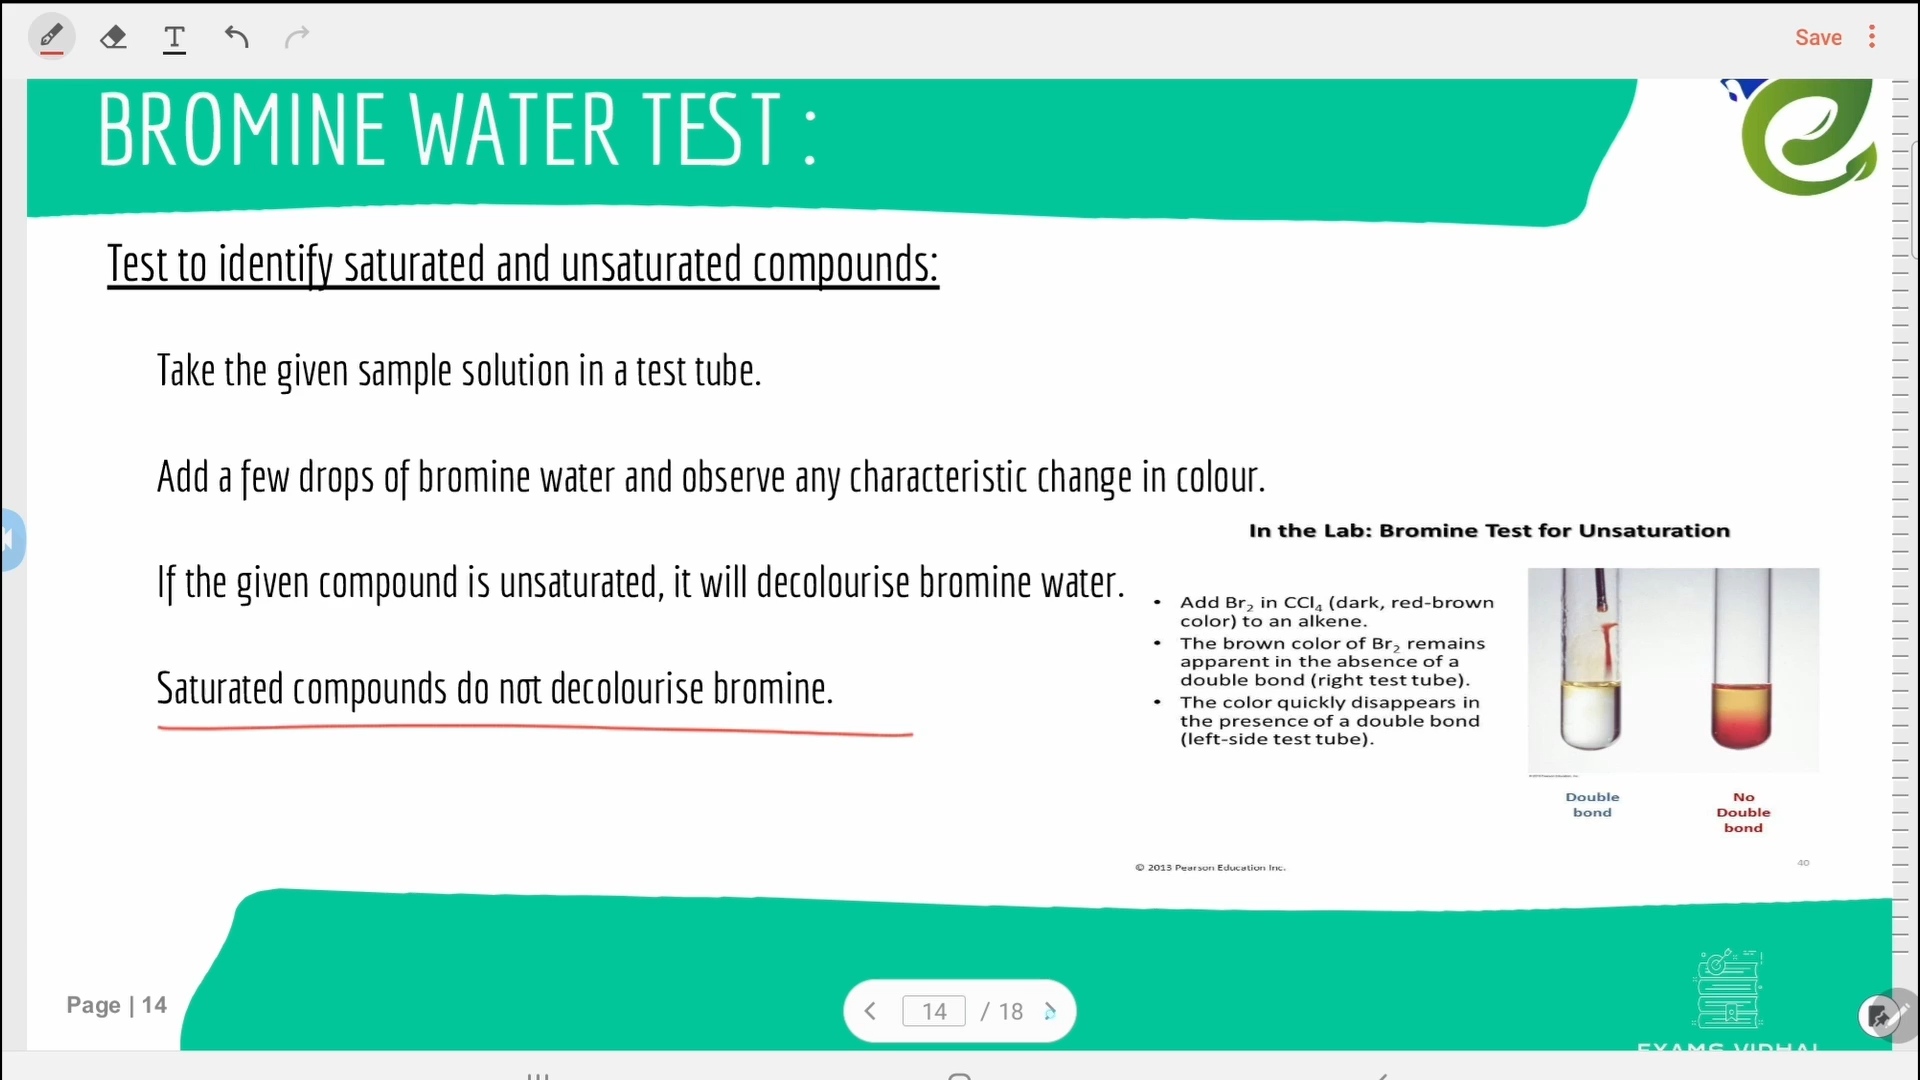 Save
BROMINE WATER TEST :
Test to identify saturated and unsaturated compounds:
Take the given sample solution in a test tube.
Add a few drops of bromine water and observe any characteristic change in colour.
If the given compound is unsaturated, it will decolourise bromine water.
Saturated compounds do not decolourise bromine.
In the Lab: Bromine Test for Unsaturation
• Add Br₂ in CCl₄ (dark, red-brown
color) to an alkene.
• The brown color of Br₂ remains
apparent in the absence of a
double bond (right test tube).
• The color quickly disappears in
the presence of a double bond
(left-side test tube).
Double
bond
No
Double
bond
© 2013 Pearson Education Inc.
40
Page | 14
14 / 18
EXAMS VIDHAI